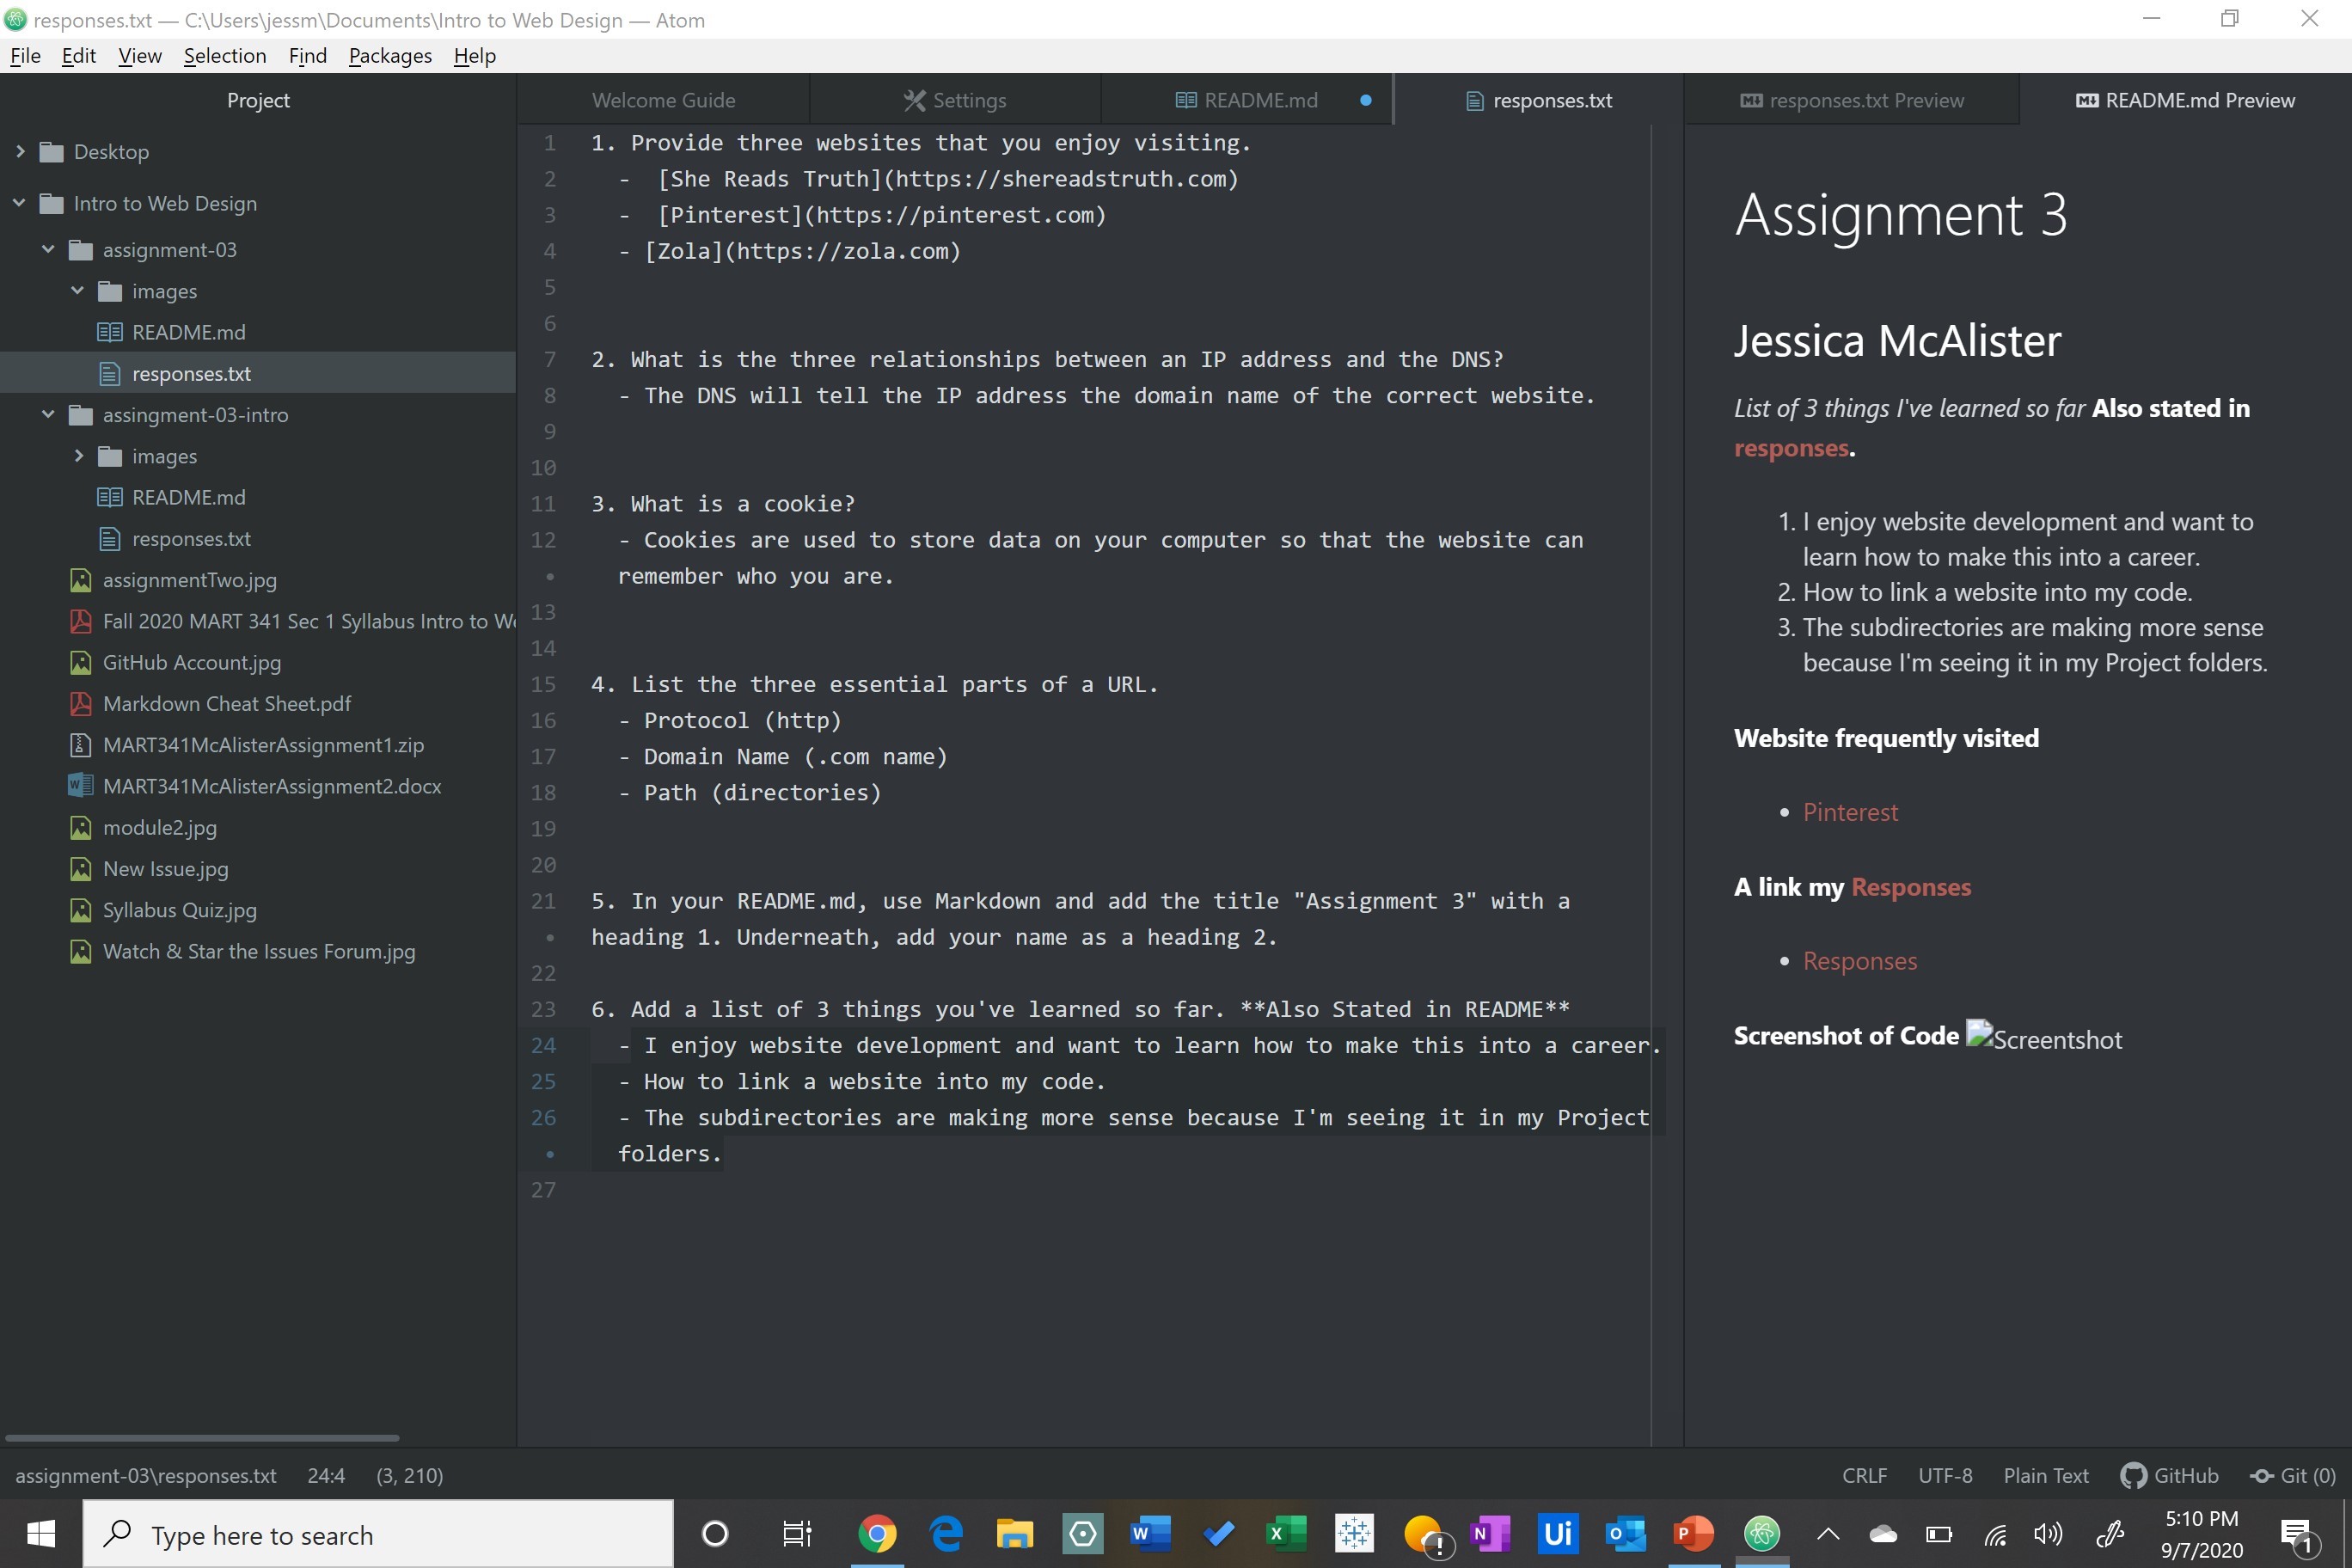 responses.txt — C:\Users\jessm\Documents\Intro to Web Design — Atom
File Edit View Selection Find Packages Help
Project
Desktop
Intro to Web Design
assignment-03
images
README.md
responses.txt
assingment-03-intro
images
README.md
responses.txt
assignmentTwo.jpg
Fall 2020 MART 341 Sec 1 Syllabus Intro to We
GitHub Account.jpg
Markdown Cheat Sheet.pdf
MART341McAlisterAssignment1.zip
MART341McAlisterAssignment2.docx
module2.jpg
New Issue.jpg
Syllabus Quiz.jpg
Watch & Star the Issues Forum.jpg
Welcome Guide Settings README.md responses.txt
1 1. Provide three websites that you enjoy visiting.
2 - [She Reads Truth](https://shereadstruth.com)
3 - [Pinterest](https://pinterest.com)
4 - [Zola](https://zola.com)
5
6
7 2. What is the three relationships between an IP address and the DNS?
8 - The DNS will tell the IP address the domain name of the correct website.
9
10
11 3. What is a cookie?
12 - Cookies are used to store data on your computer so that the website can
• remember who you are.
13
14
15 4. List the three essential parts of a URL.
16 - Protocol (http)
17 - Domain Name (.com name)
18 - Path (directories)
19
20
21 5. In your README.md, use Markdown and add the title "Assignment 3" with a
• heading 1. Underneath, add your name as a heading 2.
22
23 6. Add a list of 3 things you've learned so far. **Also Stated in README**
24 - I enjoy website development and want to learn how to make this into a career.
25 - How to link a website into my code.
26 - The subdirectories are making more sense because I'm seeing it in my Project
• folders.
27
responses.txt Preview README.md Preview
Assignment 3
Jessica McAlister
List of 3 things I've learned so far Also stated in
responses.
1. I enjoy website development and want to
learn how to make this into a career.
2. How to link a website into my code.
3. The subdirectories are making more sense
because I'm seeing it in my Project folders.
Website frequently visited
• Pinterest
A link my Responses
• Responses
Screenshot of Code Screentshot
assignment-03\responses.txt 24:4 (3, 210) CRLF UTF-8 Plain Text GitHub Git (0)
Type here to search
W X N Ui O P
5:10 PM
9/7/2020
1